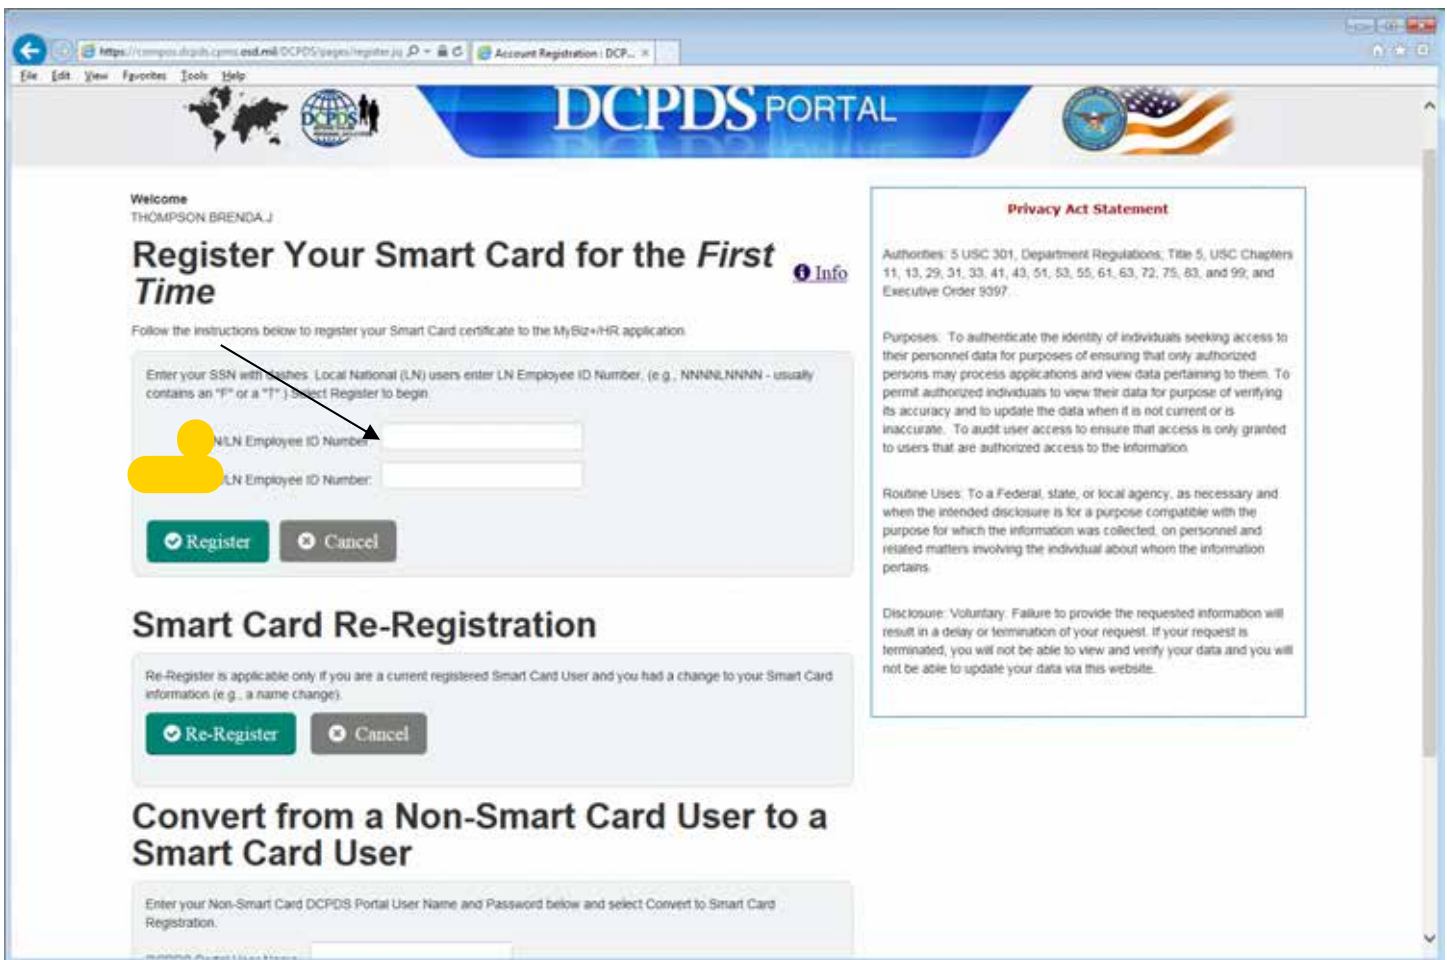 Account Registration : DCP...
File Edit View Favorites Tools Help
DCPDS
DCPDS PORTAL
Welcome
THOMPSON BRENDA.J
Register Your Smart Card for the First
Time
Info
Follow the instructions below to register your Smart Card certificate to the MyBiz+/HR application.
Enter your SSN with dashes. Local National (LN) users enter LN Employee ID Number, (e.g., NNNNLNNNN - usually
contains an "F" or a "T".) Select Register to begin.
N/LN Employee ID Number:
/LN Employee ID Number:
Register
Cancel
Smart Card Re-Registration
Re-Register is applicable only if you are a current registered Smart Card User and you had a change to your Smart Card
information (e.g., a name change).
Re-Register
Cancel
Convert from a Non-Smart Card User to a
Smart Card User
Enter your Non-Smart Card DCPDS Portal User Name and Password below and select Convert to Smart Card
Registration.
DCPDS Portal User Name:
Privacy Act Statement
Authorities: 5 USC 301, Department Regulations; Title 5, USC Chapters
11, 13, 29, 31, 33, 41, 43, 51, 53, 55, 61, 63, 72, 75, 83, and 99; and
Executive Order 9397.
Purposes: To authenticate the identity of individuals seeking access to
their personnel data for purposes of ensuring that only authorized
persons may process applications and view data pertaining to them. To
permit authorized individuals to view their data for purpose of verifying
its accuracy and to update the data when it is not current or is
inaccurate. To audit user access to ensure that access is only granted
to users that are authorized access to the information.
Routine Uses: To a Federal, state, or local agency, as necessary and
when the intended disclosure is for a purpose compatible with the
purpose for which the information was collected, on personnel and
related matters involving the individual about whom the information
pertains.
Disclosure: Voluntary. Failure to provide the requested information will
result in a delay or termination of your request. If your request is
terminated, you will not be able to view and verify your data and you will
not be able to update your data via this website.